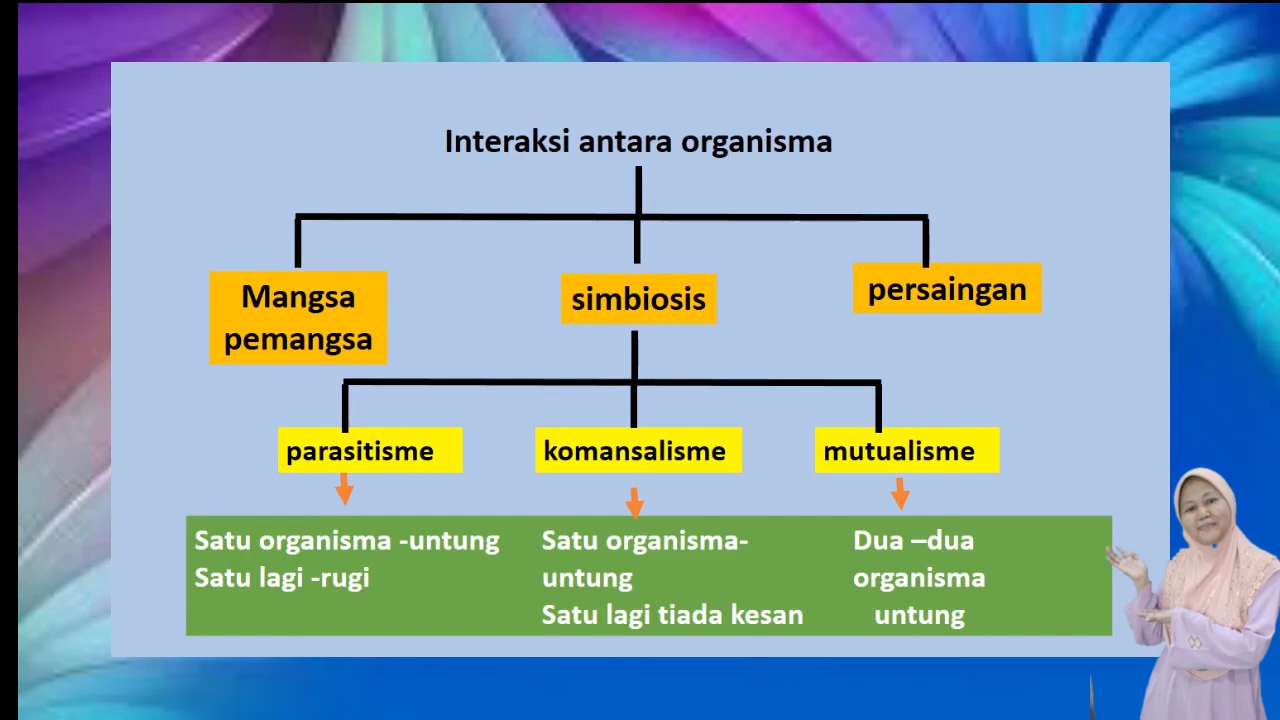 Interaksi antara organisma
Mangsa
pemangsa
simbiosis
persaingan
parasitisme
komansalisme
mutualisme
Satu organisma -untung
Satu lagi -rugi
Satu organisma-
untung
Satu lagi tiada kesan
Dua –dua
organisma
untung